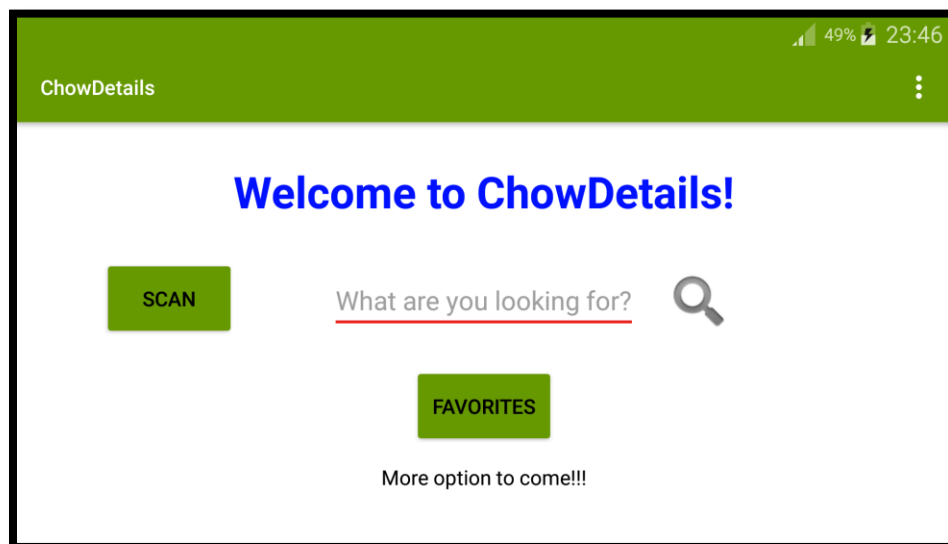 49% 23:46
ChowDetails
Welcome to ChowDetails!
SCAN
What are you looking for?
FAVORITES
More option to come!!!